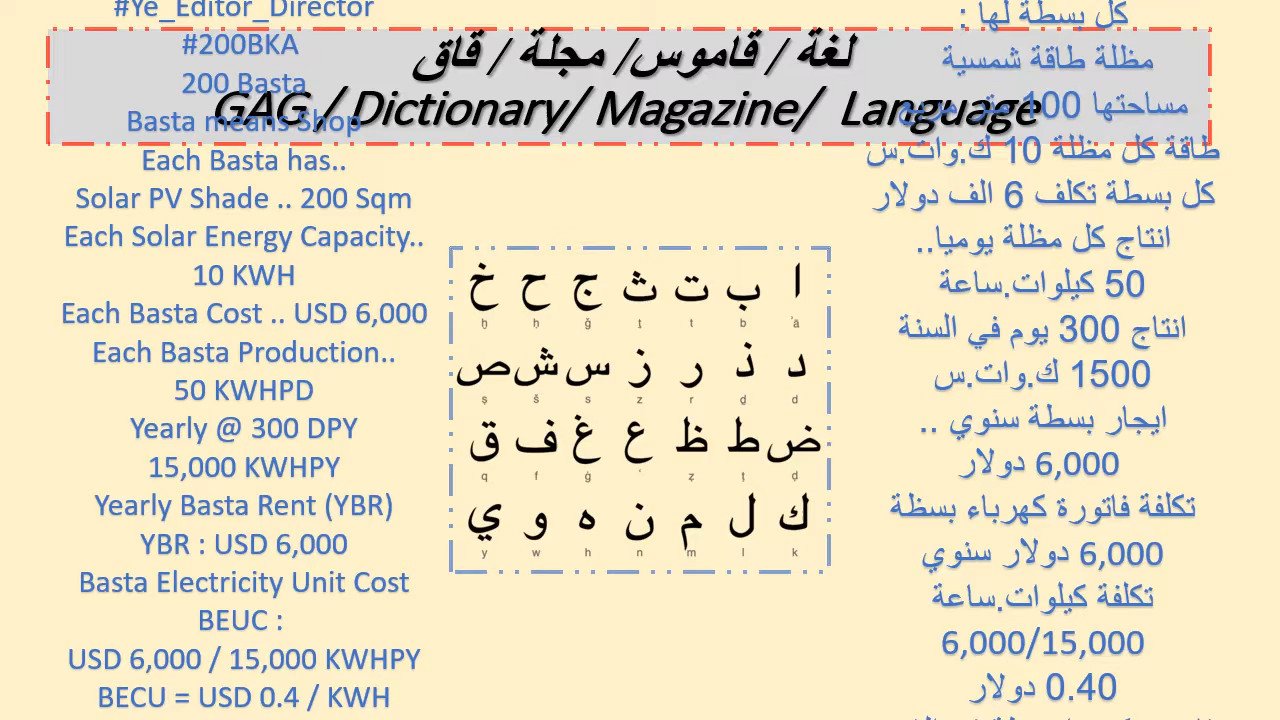 #Ye_Editor_Director
#200BKA
200 Basta
Basta means Shop
Each Basta has..
Solar PV Shade .. 200 Sqm
Each Solar Energy Capacity..
10 KWH
Each Basta Cost .. USD 6,000
Each Basta Production..
50 KWHPD
Yearly @ 300 DPY
15,000 KWHPY
Yearly Basta Rent (YBR)
YBR : USD 6,000
Basta Electricity Unit Cost
BEUC :
USD 6,000 / 15,000 KWHPY
BECU = USD 0.4 / KWH
لغة / قاموس/ مجلة / قاق
GAG / Dictionary/ Magazine/ Language
ا ب ت ث ج ح خ
ʾā b t ṯ ǧ ḥ ḫ
د ذ ر ز س ش ص
d ḏ r z s š ṣ
ض ط ظ ع غ ف ق
ḍ ṭ ẓ ʿ ġ f q
ك ل م ن ه و ي
k l m n h w y
كل بسطة لها :
مظلة طاقة شمسية
مساحتها 100 متر مربع
طاقة كل مظلة 10 ك.وات.س
كل بسطة تكلف 6 الف دولار
انتاج كل مظلة يوميا..
50 كيلوات.ساعة
انتاج 300 يوم في السنة
1500 ك.وات.س
ايجار بسطة سنوي ..
6,000 دولار
تكلفة فاتورة كهرباء بسظة
6,000 دولار سنوي
تكلفة كيلوات.ساعة
6,000/15,000
0.40 دولار